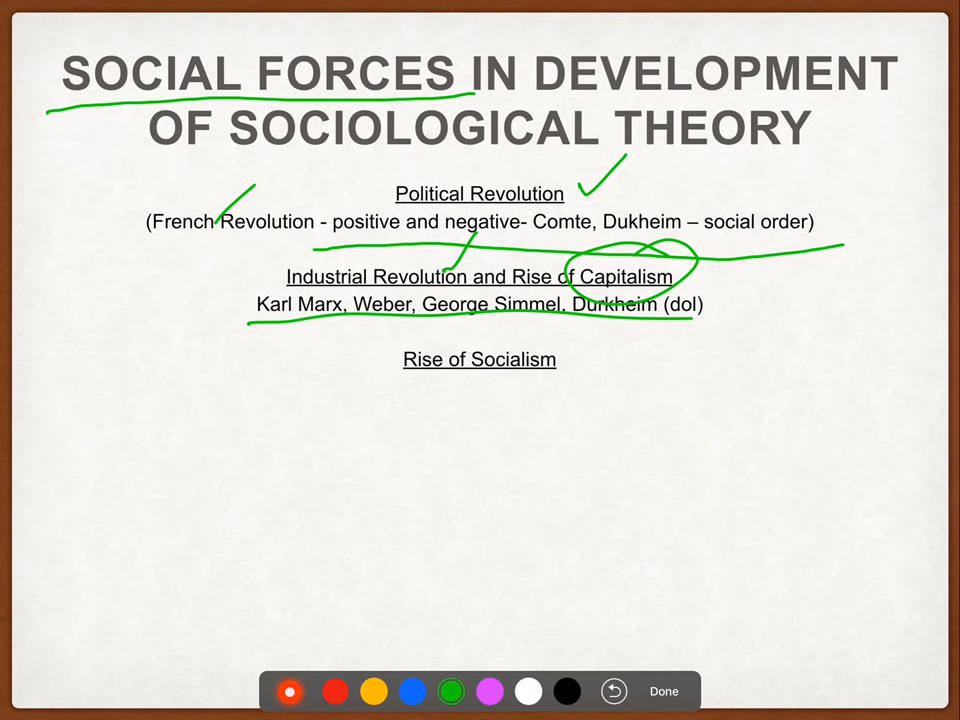 SOCIAL FORCES IN DEVELOPMENT
OF SOCIOLOGICAL THEORY
Political Revolution
(French Revolution - positive and negative- Comte, Dukheim – social order)
Industrial Revolution and Rise of Capitalism
Karl Marx, Weber, George Simmel, Durkheim (dol)
Rise of Socialism
Done